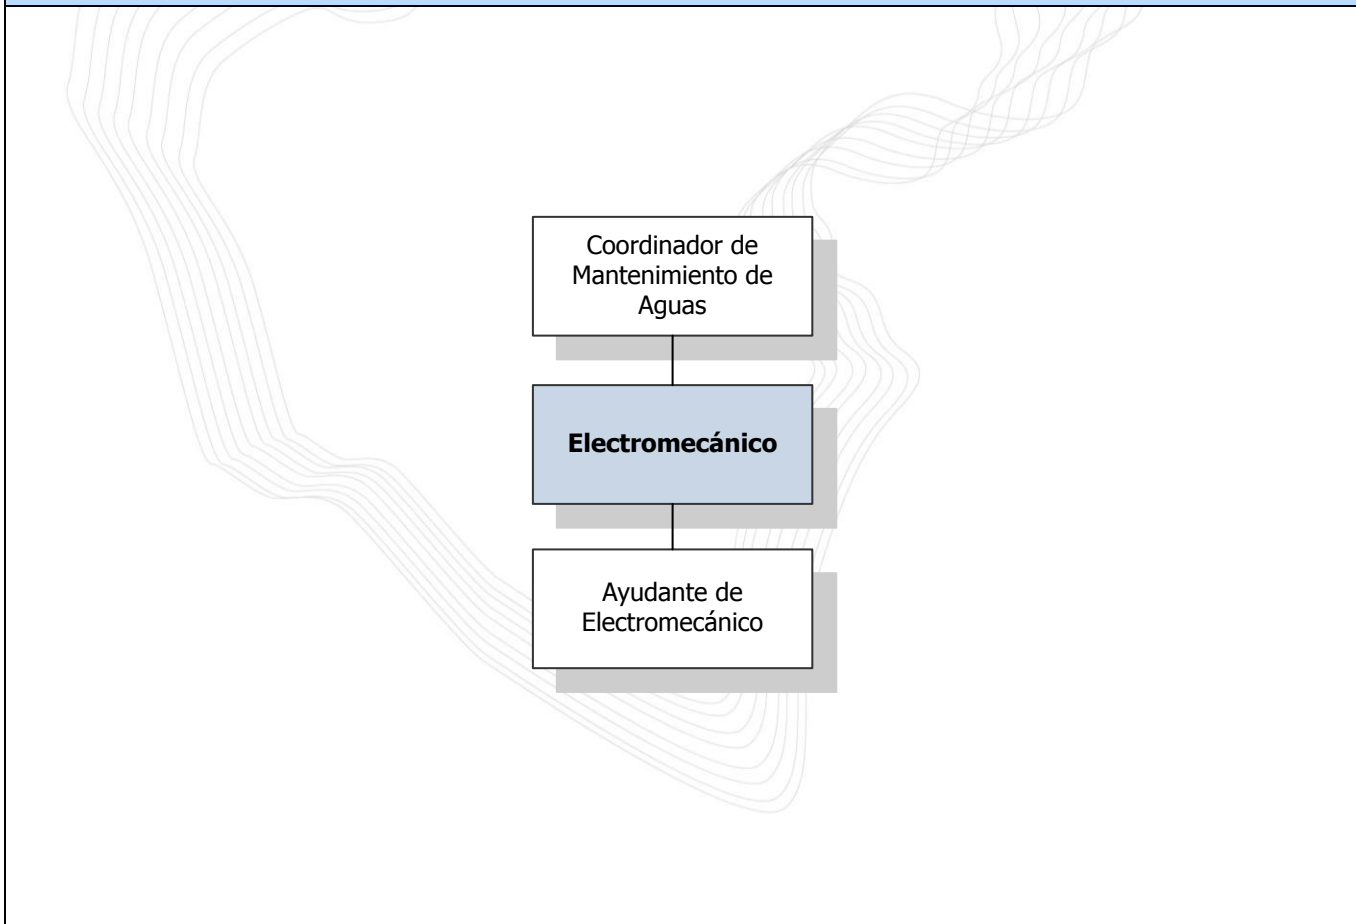 Coordinador de
Mantenimiento de
Aguas
Electromecánico
Ayudante de
Electromecánico